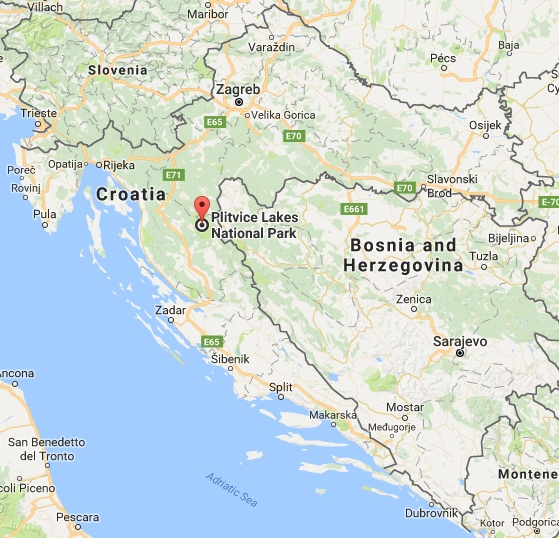 Villach
Maribor
Varaždin
Slovenia
Pécs
Baja
Zagreb
Trieste
Velika Gorica
E65
E70
Osijek
Opatija
Rijeka
Poreč
E71
Rovinj
Croatia
E70
Slavonski
Brod
E661
E-70
Pula
Plitvice Lakes
National Park
Bosnia and
Herzegovina
Bijeljina
Tuzla
Zadar
Zenica
E65
Sarajevo
Šibenik
Ancona
Split
Makarska
Mostar
Međugorje
San Benedetto
del Tronto
coli Piceno
Adriatic Sea
Montene
Pescara
Dubrovnik
Kotor
Podgorica